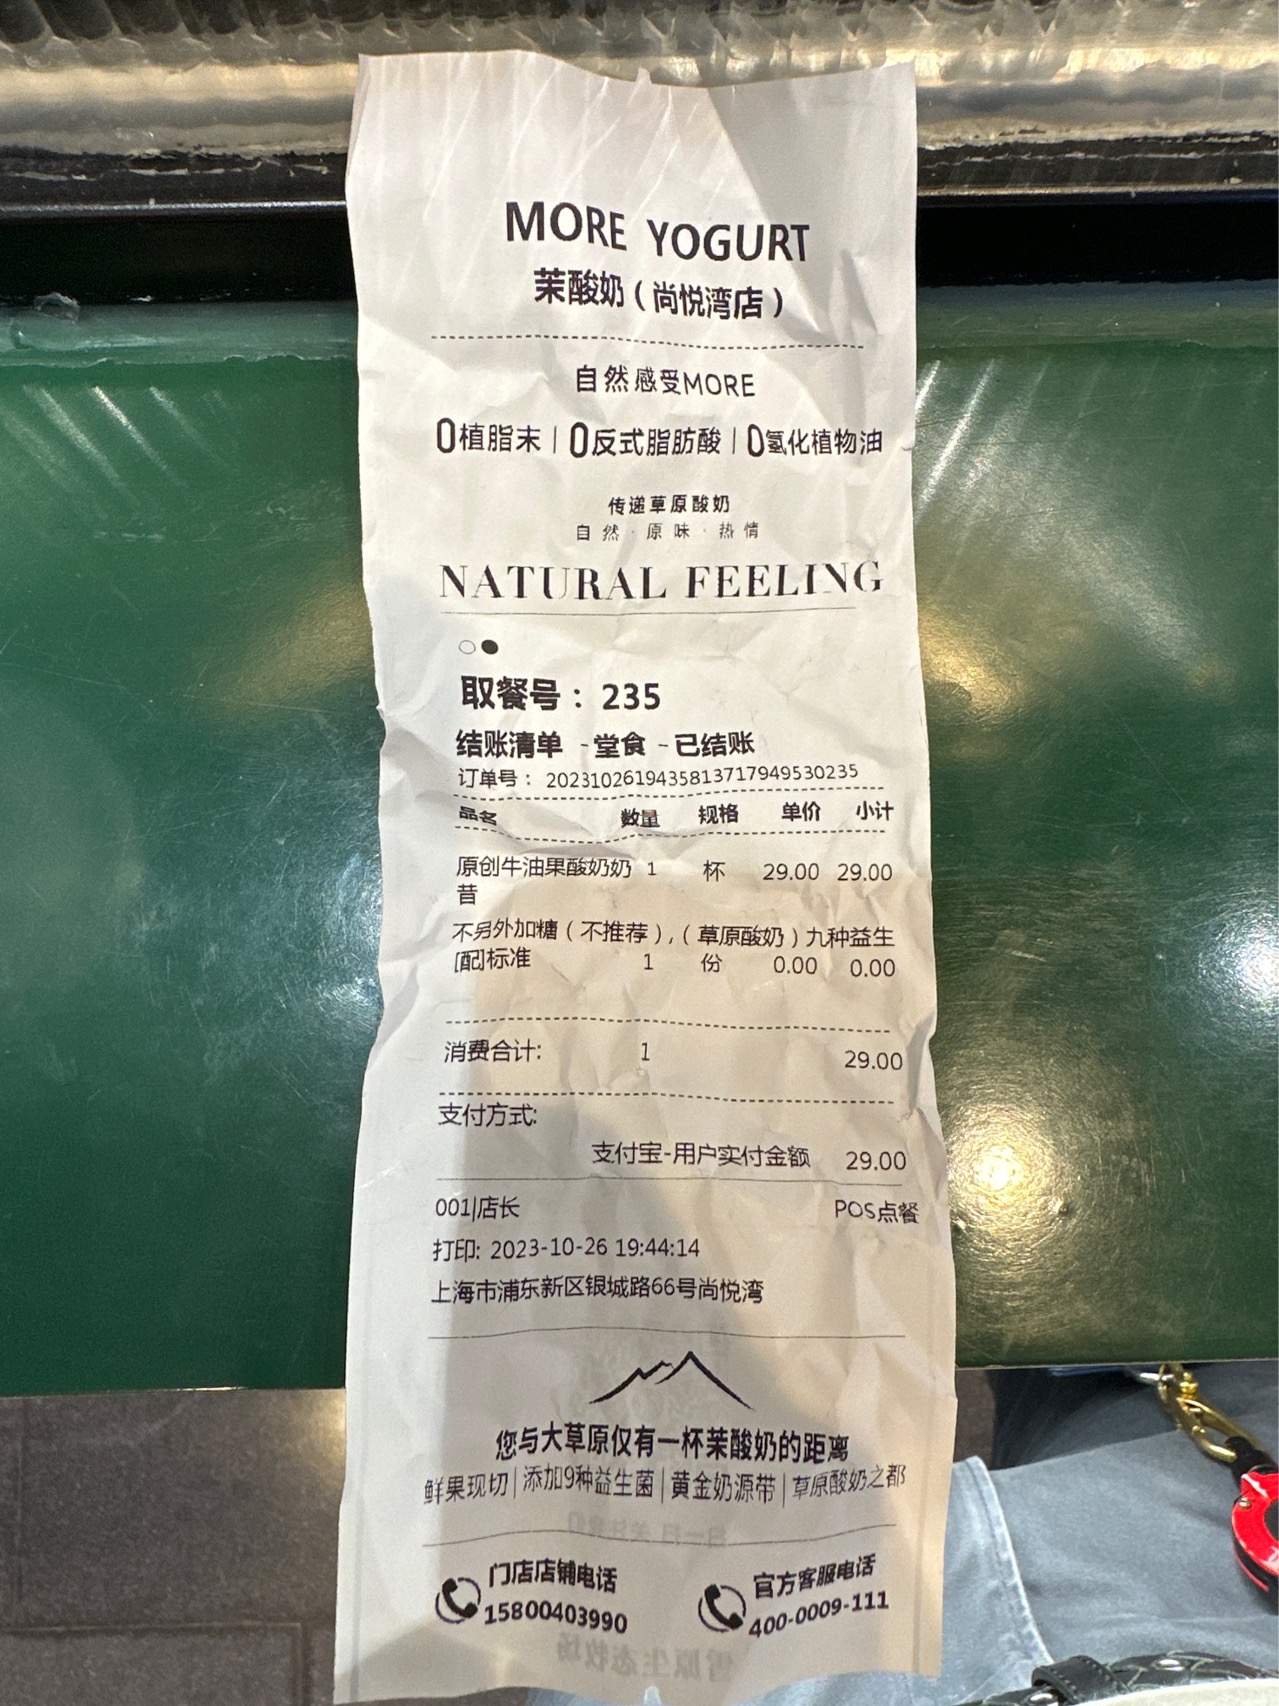 MORE YOGURT
茉酸奶(尚悦湾店)
自然感受MORE
0植脂末|0反式脂肪酸|0氢化植物油
传递草原酸奶
自然·原味·热情
NATURAL FEELING
取餐号：235
结账清单 -堂食 -已结账
订单号：20231026194358137179495​30235
品名 数量 规格 单价 小计
原创牛油果酸奶奶 1 杯 29.00 29.00
昔
不另外加糖(不推荐),(草原酸奶)九种益生
[配]标准 1 份 0.00 0.00
消费合计: 1 29.00
支付方式:
支付宝-用户实付金额 29.00
001|店长 POS点餐
打印: 2023-10-26 19:44:14
上海市浦东新区银城路66号尚悦湾
您与大草原仅有一杯茉酸奶的距离
鲜果现切|添加9种益生菌|黄金奶源带|草原酸奶之都
门店店铺电话 官方客服电话
15800403990 400-0009-111